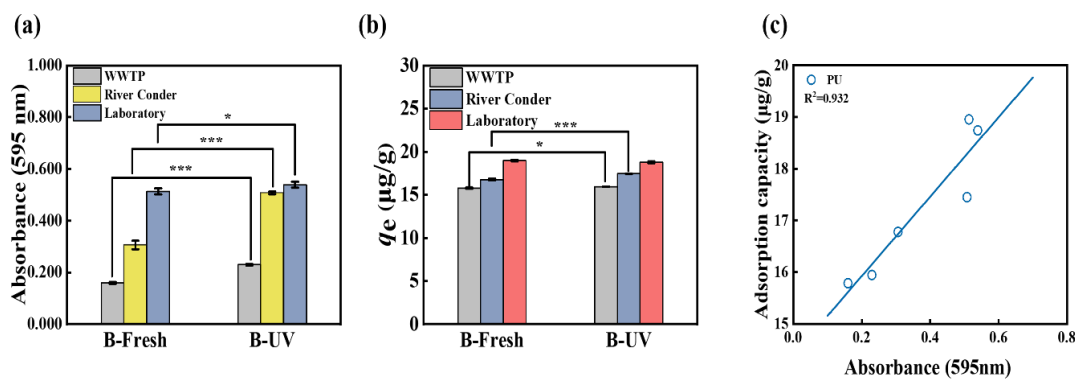 (a)
Absorbance (595 nm)
1.000
0.800
0.600
0.400
0.200
0.000
WWTP
River Conder
Laboratory
*
***
***
B-Fresh
B-UV
(b)
qe (μg/g)
30
25
20
15
10
5
0
WWTP
River Conder
Laboratory
***
*
B-Fresh
B-UV
(c)
Adsorption capacity (μg/g)
20
19
18
17
16
15
PU
R²=0.932
0.0
0.2
0.4
0.6
0.8
Absorbance (595nm)